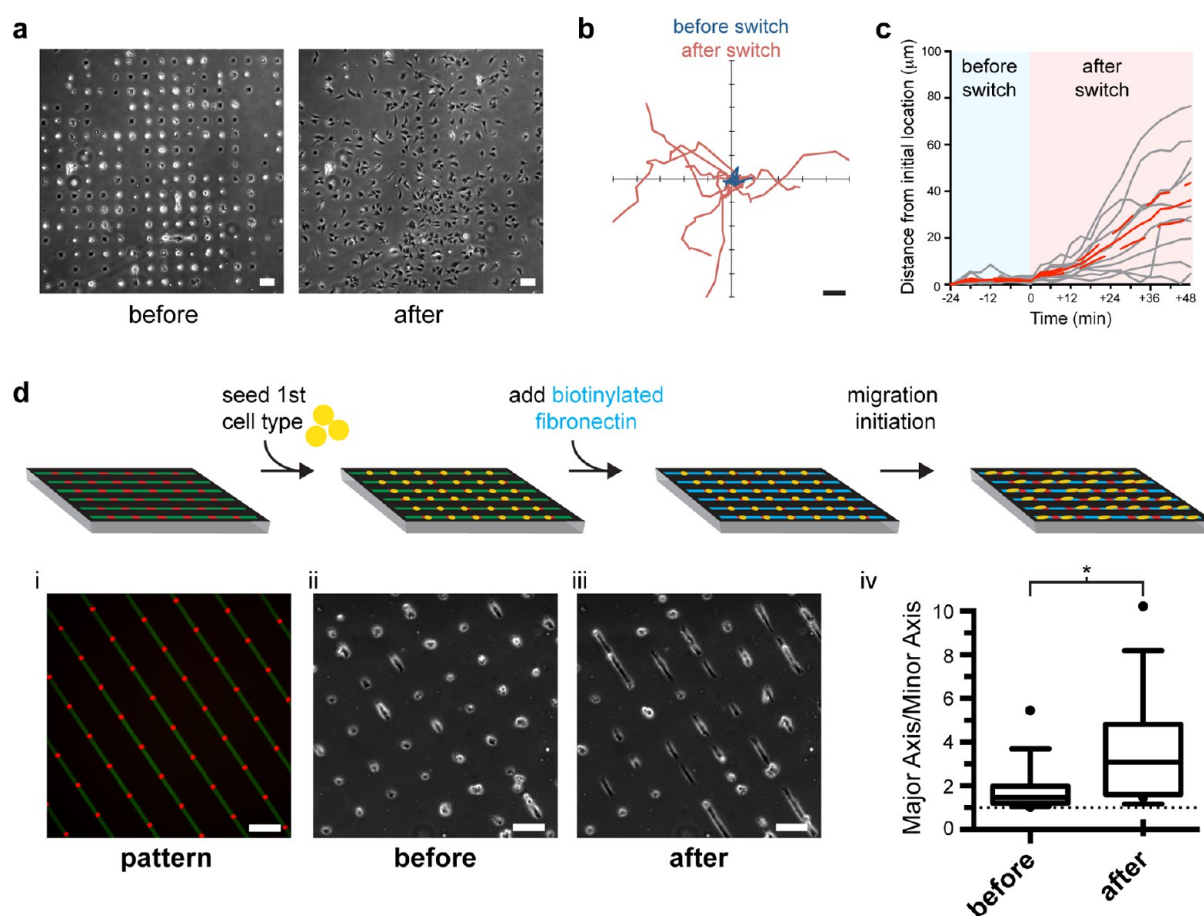 a
before
after
b
before switch
after switch
c
Distance from initial location (μm)
100
80
60
40
20
0
before
switch
after
switch
-24
-12
0
+12
+24
+36
+48
Time (min)
d
seed 1st
cell type
add biotinylated
fibronectin
migration
initiation
i
pattern
ii
before
iii
after
iv
*
Major Axis/Minor Axis
10
8
6
4
2
0
before
after